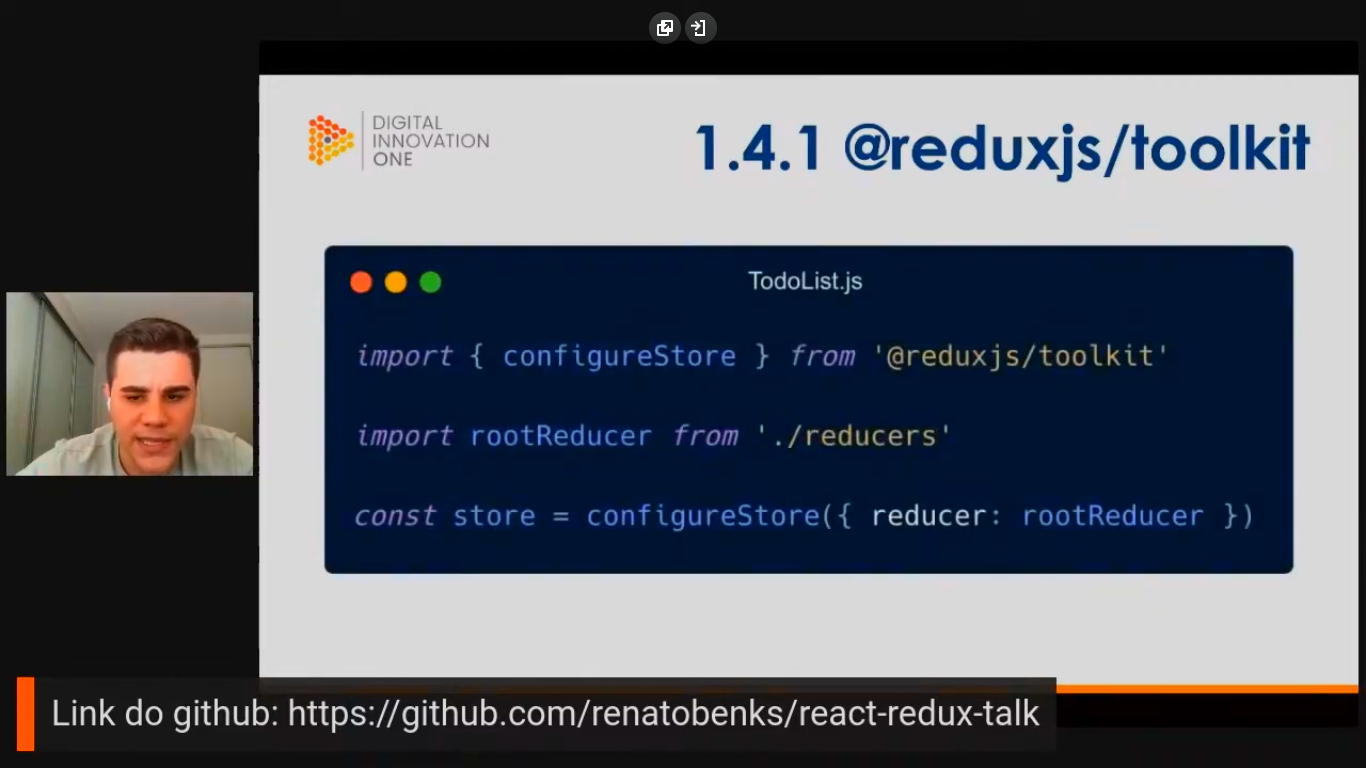 DIGITAL
INNOVATION
ONE
1.4.1 @reduxjs/toolkit
TodoList.js
import { configureStore } from '@reduxjs/toolkit'
import rootReducer from './reducers'
const store = configureStore({ reducer: rootReducer })
Link do github: https://github.com/renatobenks/react-redux-talk